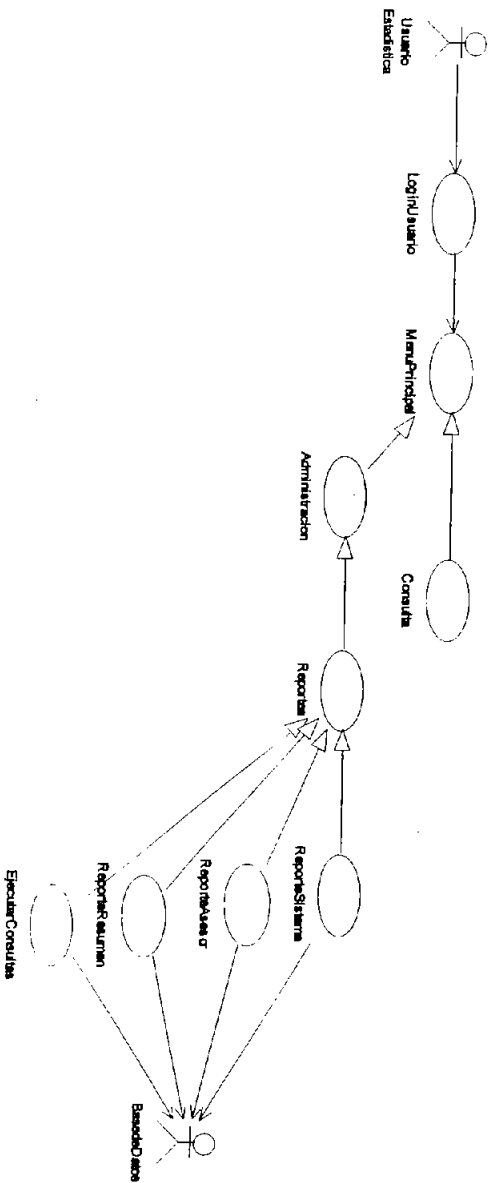 Usuario
Estadistica
LoginUsuario
MenuPrincipal
Consulta
Administracion
Reportes
ReporteSistema
ReporteAsesor
ReporteResumen
EjecutarConsultas
BasedeDatos